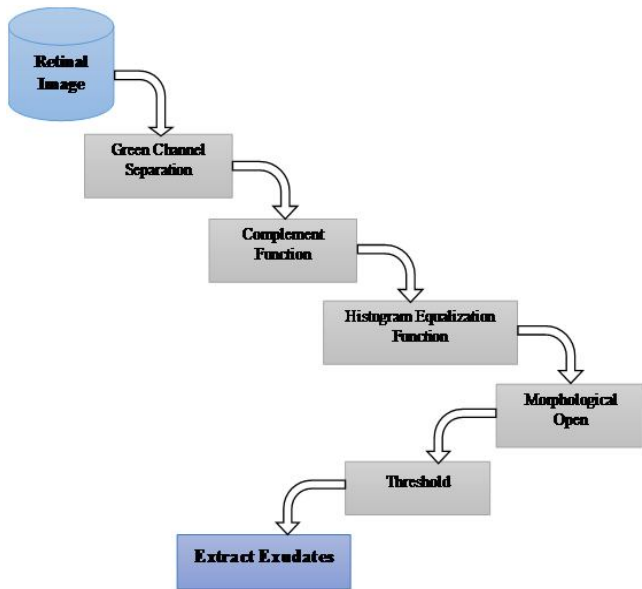 Retinal
Image
Green Channel
Separation
Complement
Function
Histogram Equalization
Function
Morphological
Open
Threshold
Extract Exudates